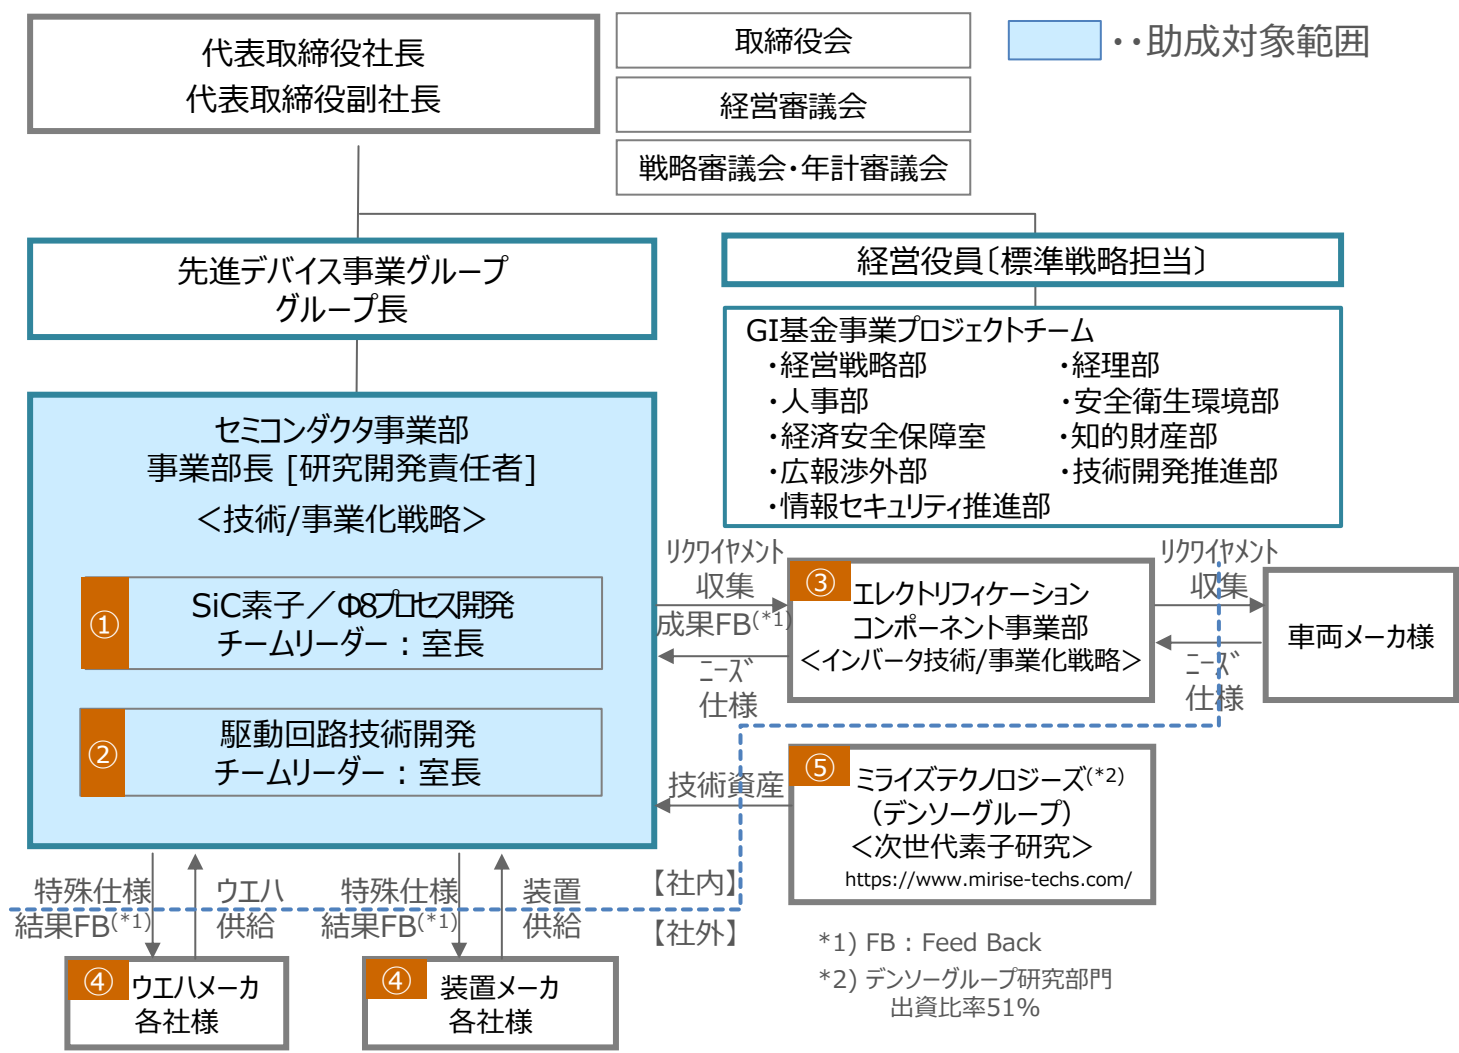 代表取締役社長
代表取締役副社長
取締役会
経営審議会
戦略審議会・年計審議会
・・助成対象範囲
先進デバイス事業グループ
グループ長
経営役員〔標準戦略担当〕
GI基金事業プロジェクトチーム
・経営戦略部
・経理部
・人事部
・安全衛生環境部
・経済安全保障室
・知的財産部
・広報渉外部
・技術開発推進部
・情報セキュリティ推進部
セミコンダクタ事業部
事業部長 [研究開発責任者]
＜技術/事業化戦略＞
①
SiC素子／Φ8プロセス開発
チームリーダー：室長
②
駆動回路技術開発
チームリーダー：室長
リクワイヤメント
収集
成果FB(*1)
ニーズ
仕様
③
エレクトリフィケーション
コンポーネント事業部
＜インバータ技術/事業化戦略＞
リクワイヤメント
収集
ニーズ
仕様
車両メーカ様
技術資産
⑤
ミライズテクノロジーズ(*2)
（デンソーグループ）
＜次世代素子研究＞
https://www.mirise-techs.com/
特殊仕様
結果FB(*1)
ウエハ
供給
特殊仕様
結果FB(*1)
装置
供給
【社内】
【社外】
④
ウエハメーカ
各社様
④
装置メーカ
各社様
*1) FB：Feed Back
*2) デンソーグループ研究部門
出資比率51%